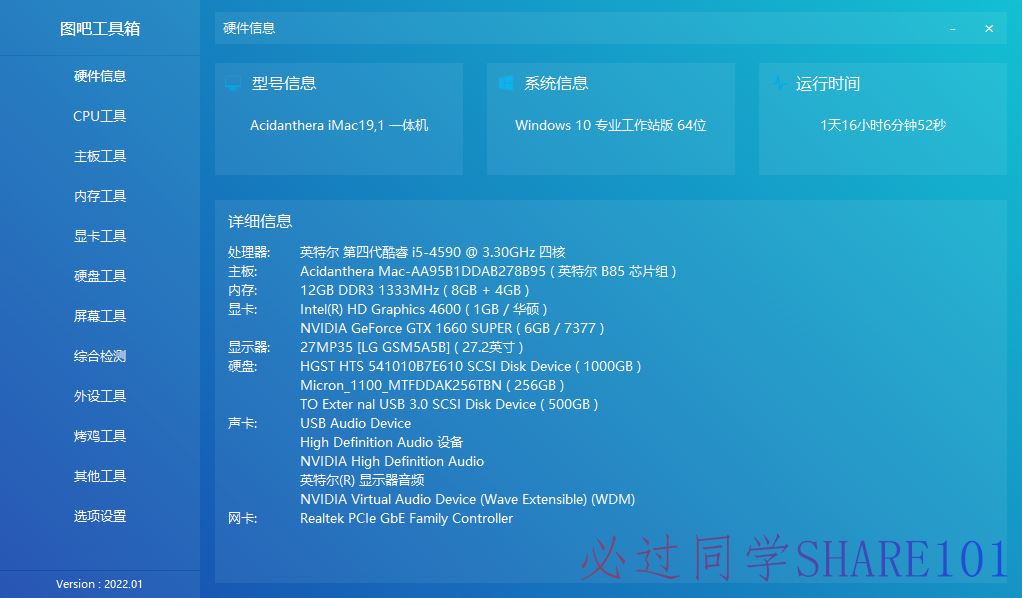 图吧工具箱
硬件信息
CPU工具
主板工具
内存工具
显卡工具
硬盘工具
屏幕工具
综合检测
外设工具
烤鸡工具
其他工具
选项设置
Version : 2022.01
硬件信息
型号信息
Acidanthera iMac19,1 一体机
系统信息
Windows 10 专业工作站版 64位
运行时间
1天16小时6分钟52秒
详细信息
处理器: 英特尔 第四代酷睿 i5-4590 @ 3.30GHz 四核
主板: Acidanthera Mac-AA95B1DDAB278B95 ( 英特尔 B85 芯片组 )
内存: 12GB DDR3 1333MHz ( 8GB + 4GB )
显卡: Intel(R) HD Graphics 4600 ( 1GB / 华硕 )
NVIDIA GeForce GTX 1660 SUPER ( 6GB / 7377 )
显示器: 27MP35 [LG GSM5A5B] ( 27.2英寸 )
硬盘: HGST HTS 541010B7E610 SCSI Disk Device ( 1000GB )
Micron_1100_MTFDDAK256TBN ( 256GB )
TO Exter nal USB 3.0 SCSI Disk Device ( 500GB )
声卡: USB Audio Device
High Definition Audio 设备
NVIDIA High Definition Audio
英特尔(R) 显示器音频
NVIDIA Virtual Audio Device (Wave Extensible) (WDM)
网卡: Realtek PCIe GbE Family Controller
必过同学SHARE101